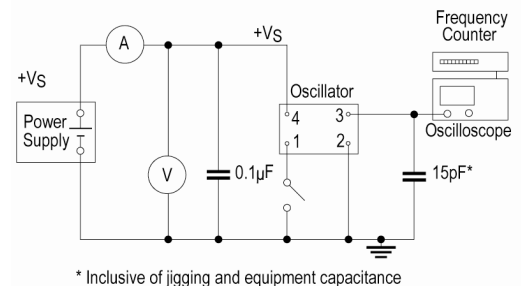 Frequency
Counter
A
+VS
+VS
Oscillator
Power
Supply
4
3
1
2
Oscilloscope
V
0.1µF
15pF*
* Inclusive of jigging and equipment capacitance